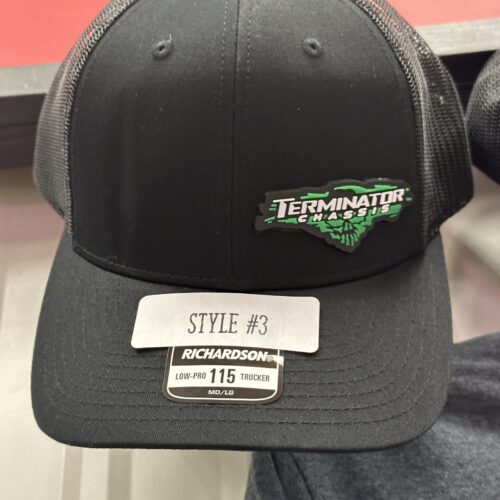 TERMINATOR
CHASSIS
STYLE #3
RICHARDSON
LOW-PRO 115 TRUCKER
MD/LG